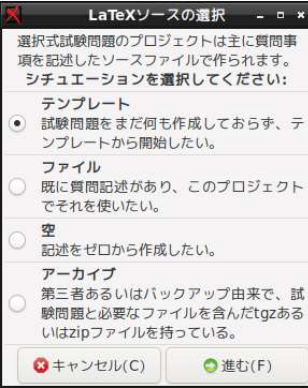 LaTeXソースの選択
選択式試験問題のプロジェクトは主に質問事
項を記述したソースファイルで作られます。
シチュエーションを選択してください:
テンプレート
試験問題をまだ何も作成しておらず、テ
ンプレートから開始したい。
ファイル
既に質問記述があり、このプロジェクト
でそれを使いたい。
空
記述をゼロから作成したい。
アーカイブ
第三者あるいはバックアップ由来で、試
験問題と必要なファイルを含んだtgzある
いはzipファイルを持っている。
キャンセル(C) 進む(F)